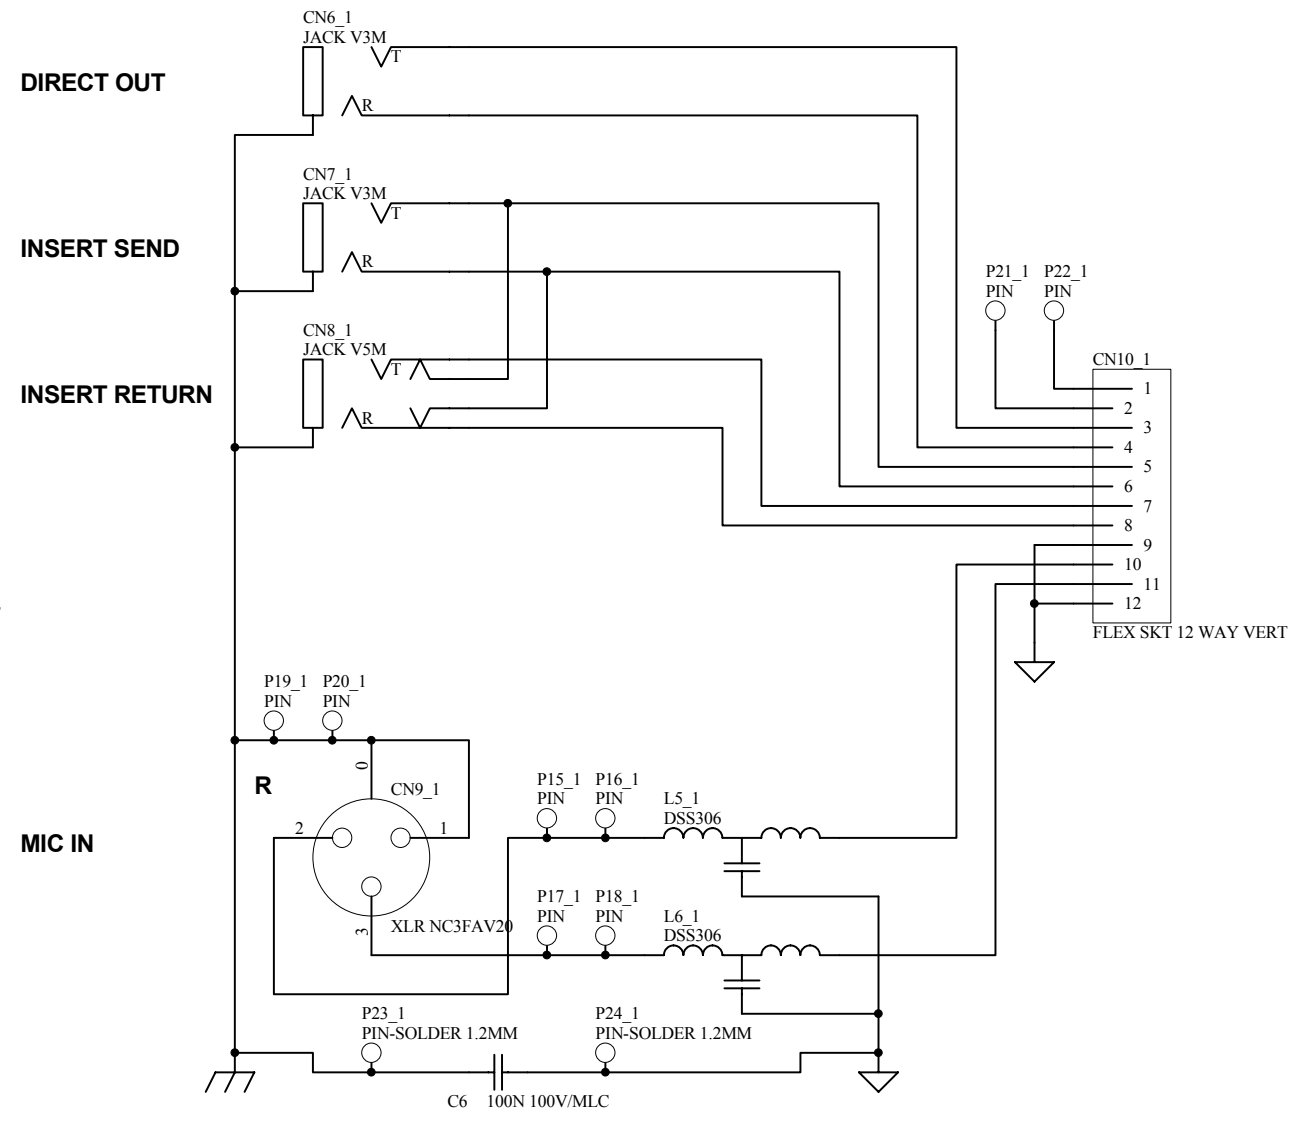 CN6_1
JACK V3M
T
DIRECT OUT
R
CN7_1
JACK V3M
T
INSERT SEND
R
P21_1
PIN
P22_1
PIN
CN8_1
JACK V5M
T
INSERT RETURN
R
CN10_1
1
2
3
4
5
6
7
8
9
10
11
12
FLEX SKT 12 WAY VERT
P19_1
PIN
P20_1
PIN
0
R
CN9_1
2
1
MIC IN
3
XLR NC3FAV20
P15_1
PIN
P16_1
PIN
L5_1
DSS306
P17_1
PIN
P18_1
PIN
L6_1
DSS306
P23_1
PIN-SOLDER 1.2MM
P24_1
PIN-SOLDER 1.2MM
C6 100N 100V/MLC